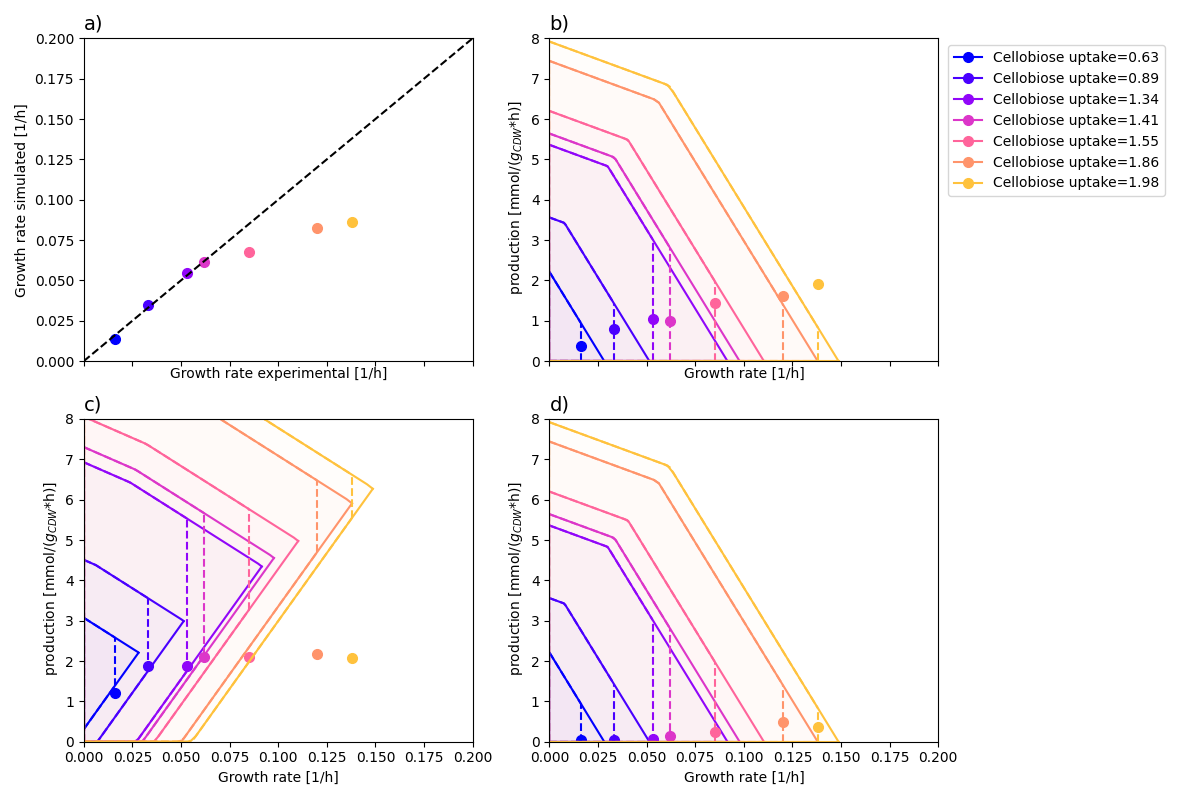 a)
0.200
0.175
0.150
0.125
0.100
0.075
0.050
0.025
0.000
Growth rate simulated [1/h]
Growth rate experimental [1/h]
b)
8
7
6
5
4
3
2
1
0
production [mmol/(g_{CDW}*h)]
Growth rate [1/h]
Cellobiose uptake=0.63
Cellobiose uptake=0.89
Cellobiose uptake=1.34
Cellobiose uptake=1.41
Cellobiose uptake=1.55
Cellobiose uptake=1.86
Cellobiose uptake=1.98
c)
8
7
6
5
4
3
2
1
0
production [mmol/(g_{CDW}*h)]
0.000 0.025 0.050 0.075 0.100 0.125 0.150 0.175 0.200
Growth rate [1/h]
d)
8
7
6
5
4
3
2
1
0
production [mmol/(g_{CDW}*h)]
0.000 0.025 0.050 0.075 0.100 0.125 0.150 0.175 0.200
Growth rate [1/h]